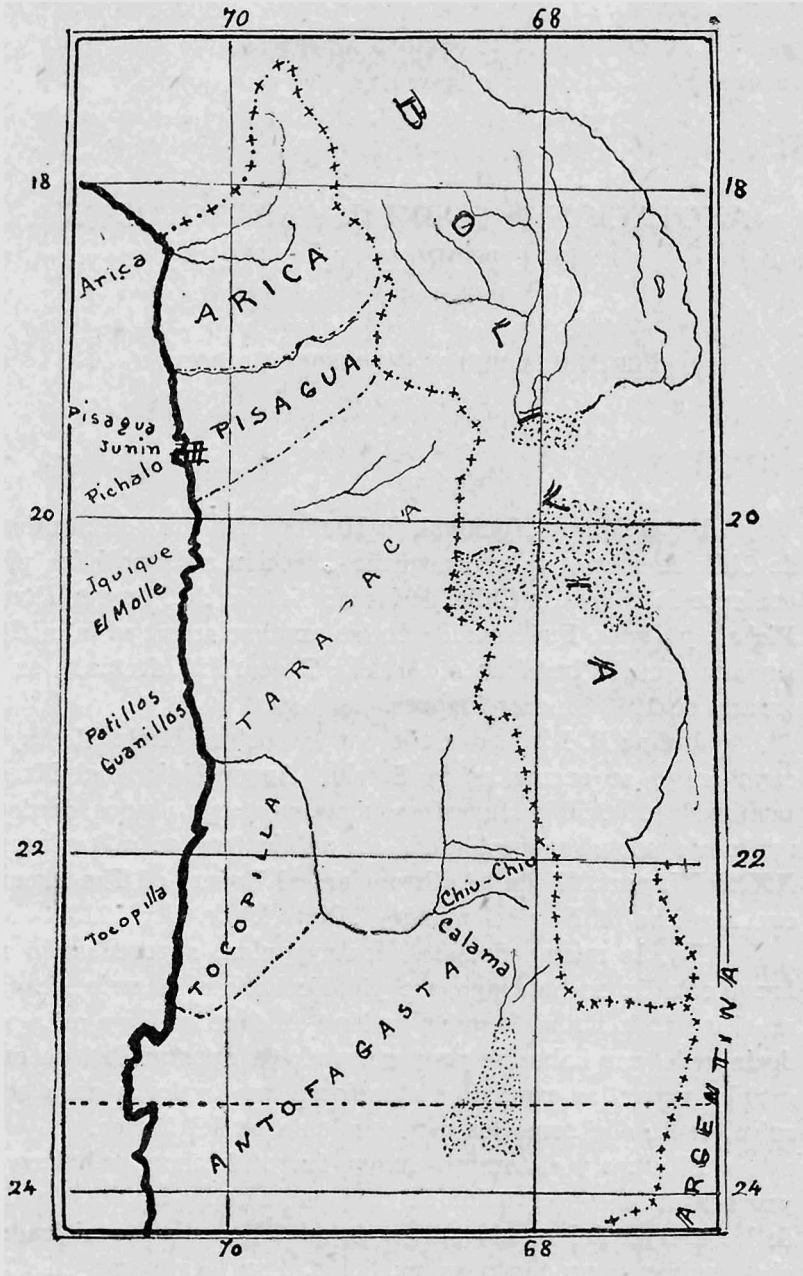 70 68
18 18
BOLIVIA
Arica
ARICA
Pisagua
Junin
Pichalo
PISAGUA
20 20
Iquique
El Molle
TARAPACA
Patillos
Guanillos
22 22
Tocopilla
TOCOPILLA
Chiu-Chiu
Calama
ANTOFAGASTA
ARGENTINA
24 24
70 68